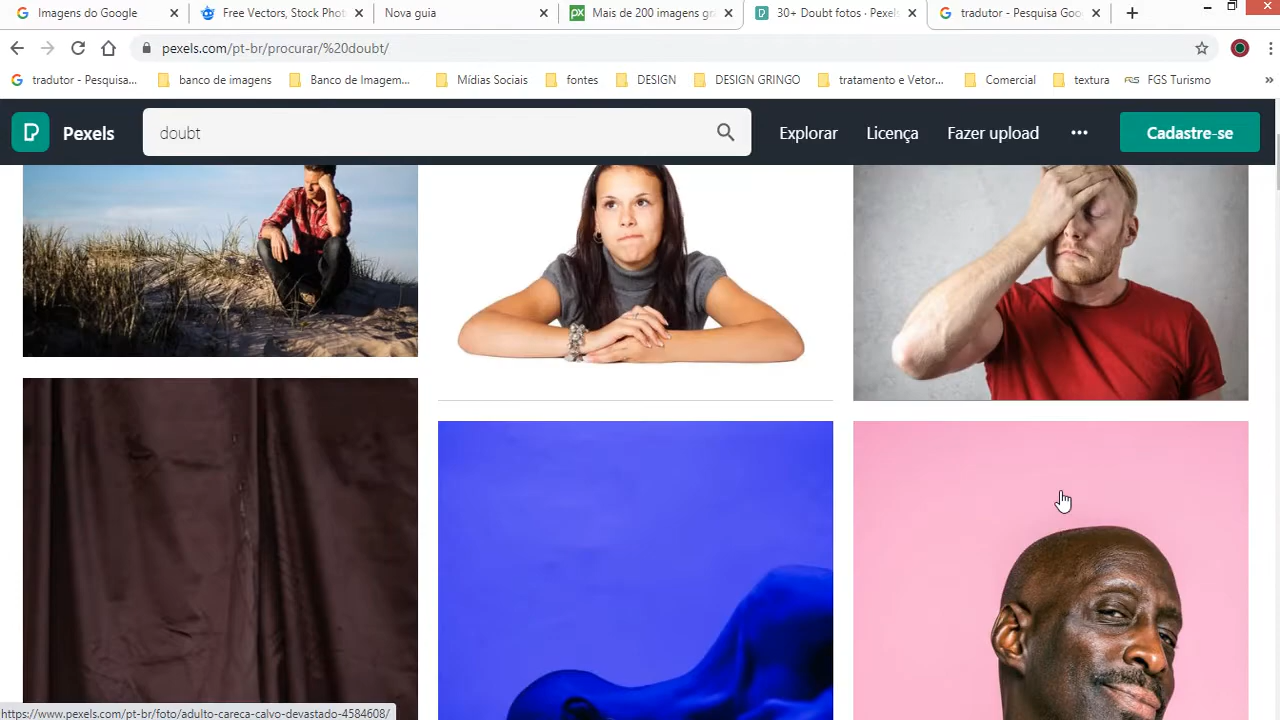 Imagens do Google
Free Vectors, Stock Phot
Nova guia
Mais de 200 imagens gra
30+ Doubt fotos · Pexels
tradutor - Pesquisa Goo
pexels.com/pt-br/procurar/%20doubt/
tradutor - Pesquisa...
banco de imagens
Banco de Imagem...
Mídias Sociais
fontes
DESIGN
DESIGN GRINGO
tratamento e Vetor...
Comercial
textura
FGS Turismo
Pexels
doubt
Explorar
Licença
Fazer upload
Cadastre-se
https://www.pexels.com/pt-br/foto/adulto-careca-calvo-devastado-4584608/